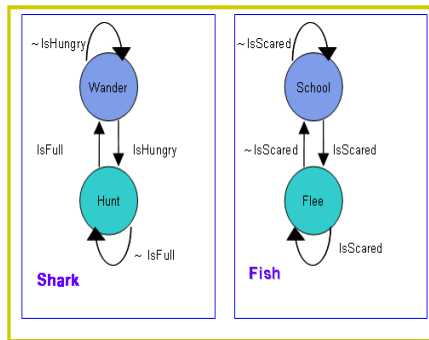 ~IsHungry
Wander
IsFull
IsHungry
Hunt
~ IsFull
Shark
~IsScared
School
~IsScared
IsScared
Flee
IsScared
Fish